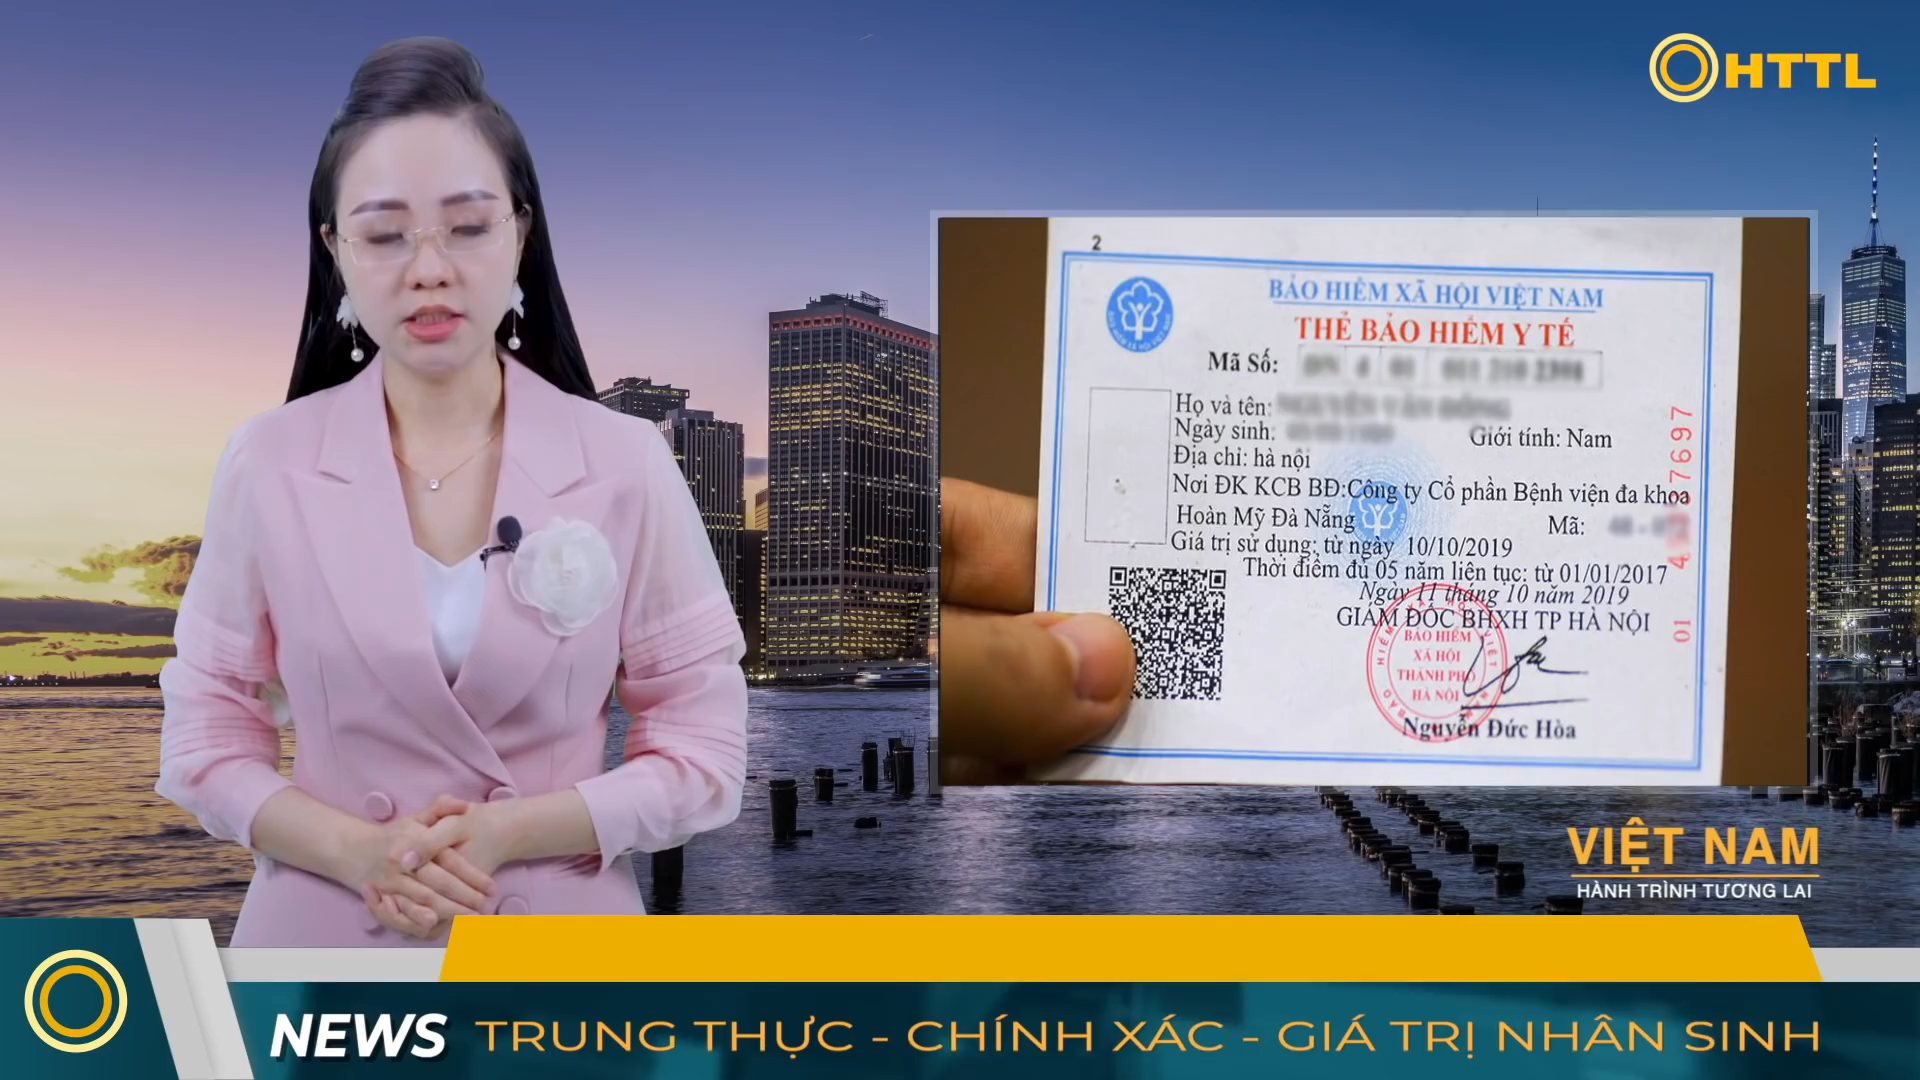 HTTL
2
BẢO HIỂM XÃ HỘI VIỆT NAM
THẺ BẢO HIỂM Y TẾ
Mã Số:
Họ và tên:
Ngày sinh:
Giới tính: Nam
Địa chỉ: hà nội
Nơi ĐK KCB BĐ:Công ty Cổ phần Bệnh viện đa khoa
Hoàn Mỹ Đà Nẵng
Mã:
Giá trị sử dụng: từ ngày 10/10/2019
Thời điểm đủ 05 năm liên tục: từ 01/01/2017
Ngày 11 tháng 10 năm 2019
GIÁM ĐỐC BHXH TP HÀ NỘI
BẢO HIỂM
XÃ HỘI
THÀNH PHỐ
HÀ NỘI
Nguyễn Đức Hòa
01
VIỆT NAM
HÀNH TRÌNH TƯƠNG LAI
NEWS TRUNG THỰC - CHÍNH XÁC - GIÁ TRỊ NHÂN SINH